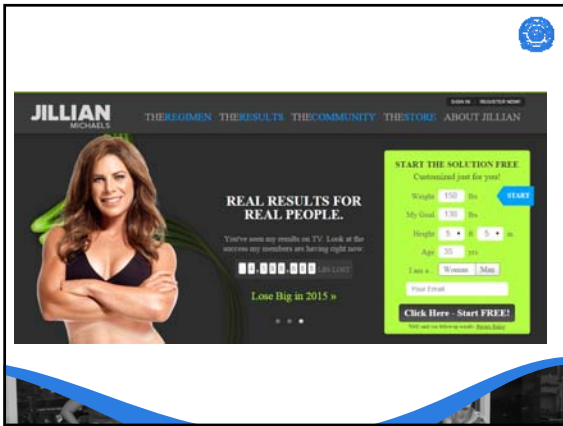 SIGN IN REGISTER NOW!
JILLIAN
MICHAELS
THEREGIMEN THERESULTS THECOMMUNITY THESTORE ABOUT JILLIAN
REAL RESULTS FOR
REAL PEOPLE.
You've seen my results on TV. Look at the
success my members are having right now:
LBS LOST
Lose Big in 2015 »
START THE SOLUTION FREE
Customized just for you!
Weight 150 lbs
START
My Goal 130 lbs
Height 5 ft 5 in
Age 35 yrs
I am a... Woman Man
Your Email
Click Here - Start FREE!
Privacy Policy